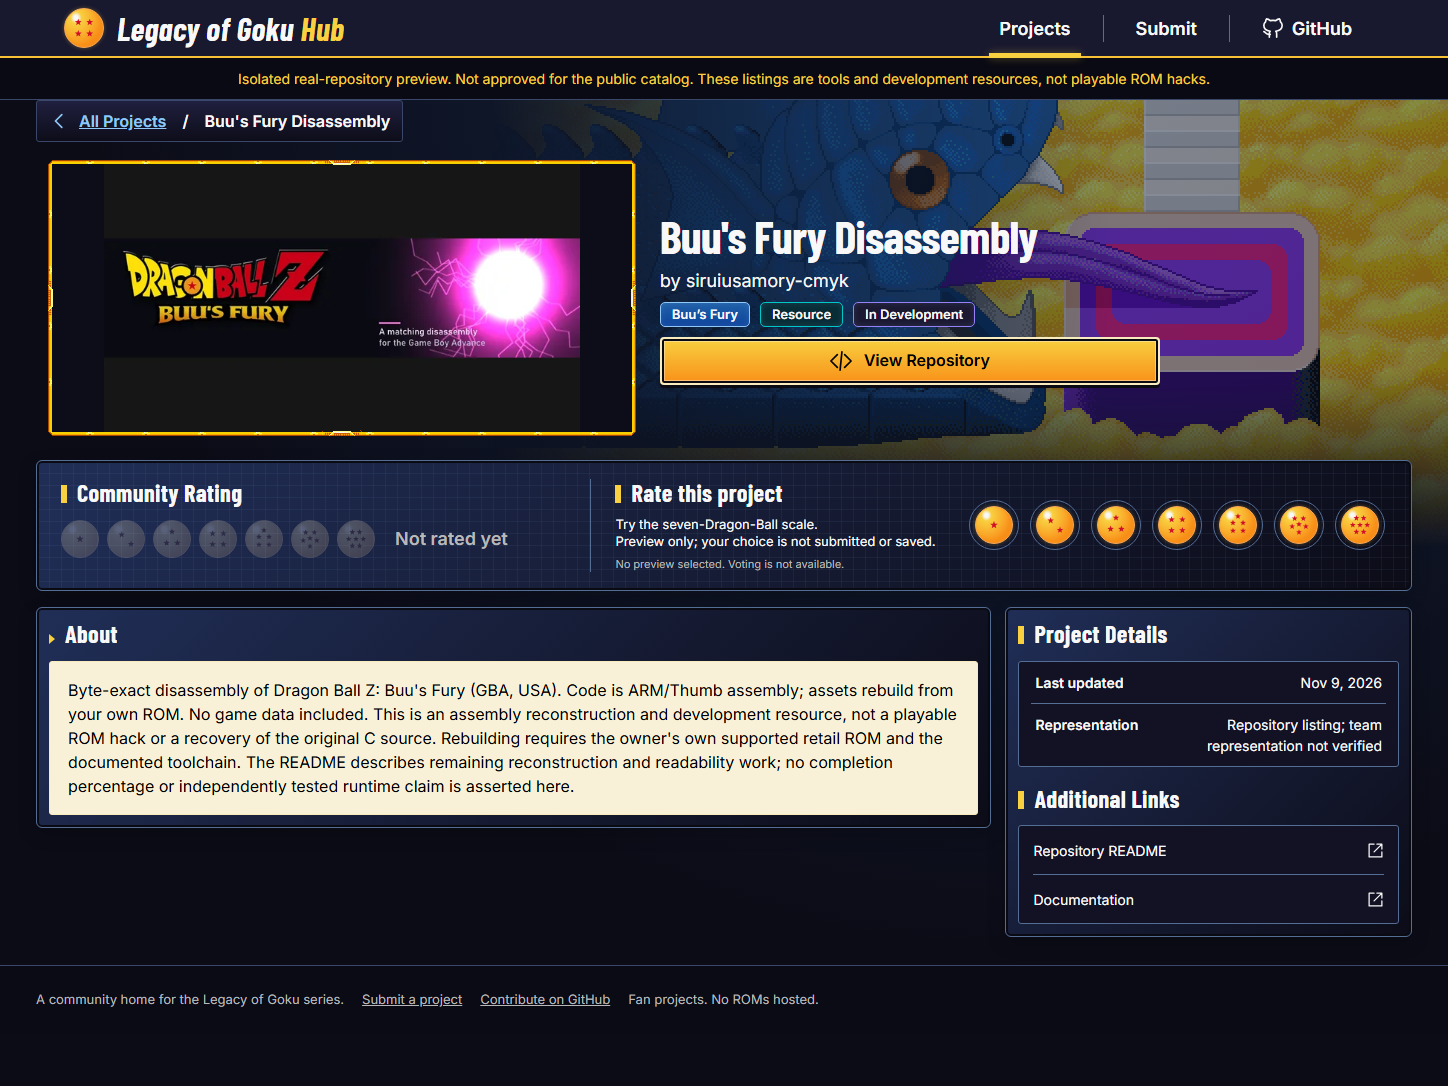 Legacy of Goku Hub
Projects
Submit
GitHub
Isolated real-repository preview. Not approved for the public catalog. These listings are tools and development resources, not playable ROM hacks.
All Projects / Buu's Fury Disassembly
DRAGON BALL Z
BUU'S FURY
A matching disassembly
for the Game Boy Advance
Buu's Fury Disassembly
by siruiusamory-cmyk
Buu's Fury
Resource
In Development
View Repository
Community Rating
Not rated yet
Rate this project
Try the seven-Dragon-Ball scale.
Preview only; your choice is not submitted or saved.
No preview selected. Voting is not available.
About
Byte-exact disassembly of Dragon Ball Z: Buu's Fury (GBA, USA). Code is ARM/Thumb assembly; assets rebuild from
your own ROM. No game data included. This is an assembly reconstruction and development resource, not a playable
ROM hack or a recovery of the original C source. Rebuilding requires the owner's own supported retail ROM and the
documented toolchain. The README describes remaining reconstruction and readability work; no completion
percentage or independently tested runtime claim is asserted here.
Project Details
Last updated Nov 9, 2026
Representation Repository listing; team
representation not verified
Additional Links
Repository README
Documentation
A community home for the Legacy of Goku series. Submit a project Contribute on GitHub Fan projects. No ROMs hosted.